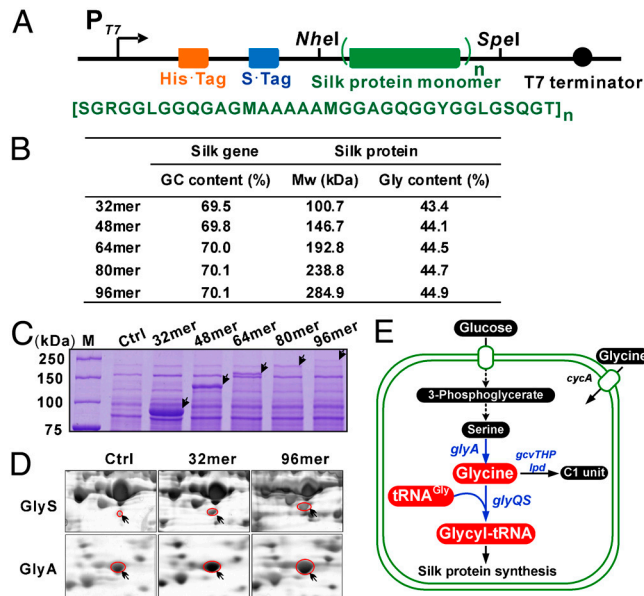 A
P T7
NheI
SpeI
His·Tag
S·Tag
Silk protein monomer
n
T7 terminator
[SGRGGLGGQGAGMAAAAAMGGAGQGGYGGLGSQGT]n
B
Silk gene
Silk protein
GC content (%)
Mw (kDa)
Gly content (%)
32mer 69.5 100.7 43.4
48mer 69.8 146.7 44.1
64mer 70.0 192.8 44.5
80mer 70.1 238.8 44.7
96mer 70.1 284.9 44.9
C
(kDa) M Ctrl 32mer 48mer 64mer 80mer 96mer
250
150
100
75
D
Ctrl 32mer 96mer
GlyS
GlyA
E
Glucose
Glycine
cycA
3-Phosphoglycerate
Serine
glyA
gcvTHP
lpd
Glycine
C1 unit
tRNAGly
glyQS
Glycyl-tRNA
Silk protein synthesis